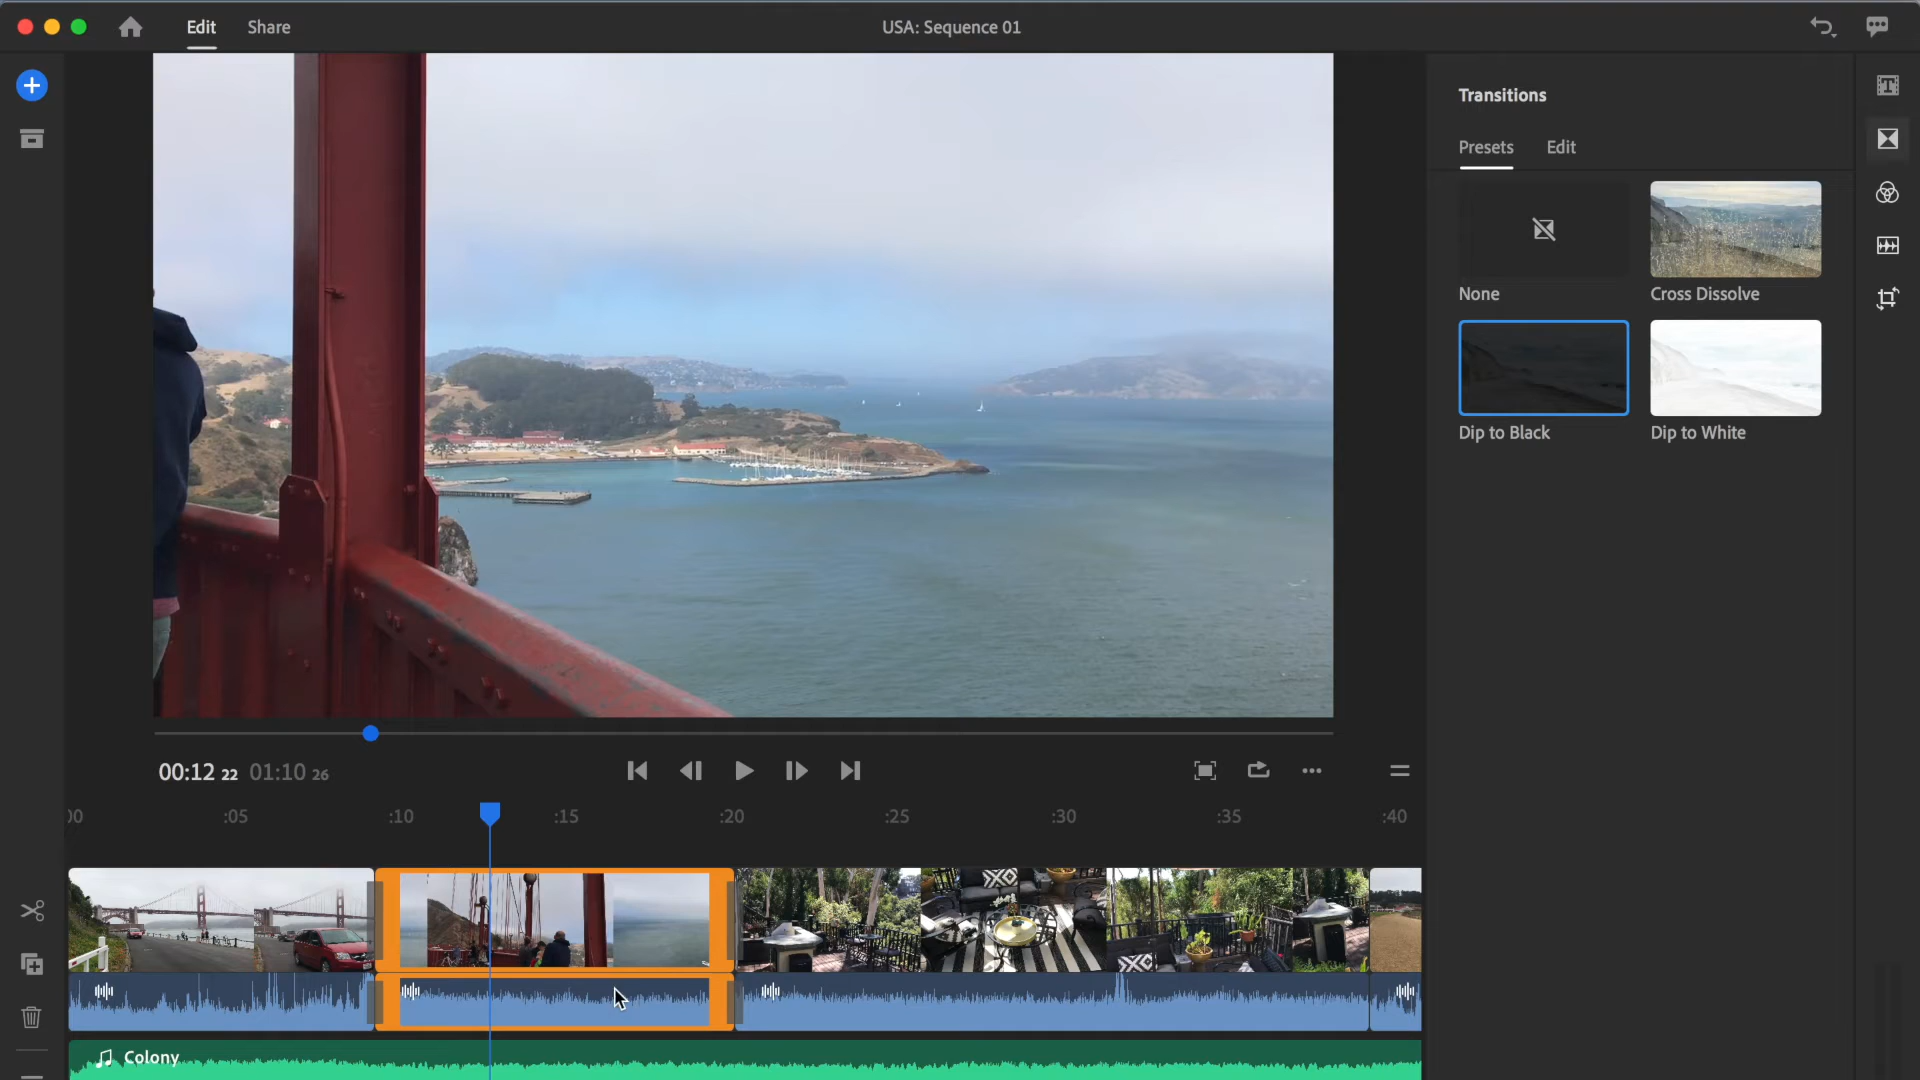 Edit Share USA: Sequence 01
Transitions
Presets Edit
None Cross Dissolve
Dip to Black Dip to White
00:12 22 01:10 26
00 :05 :10 :15 :20 :25 :30 :35 :40
Colony